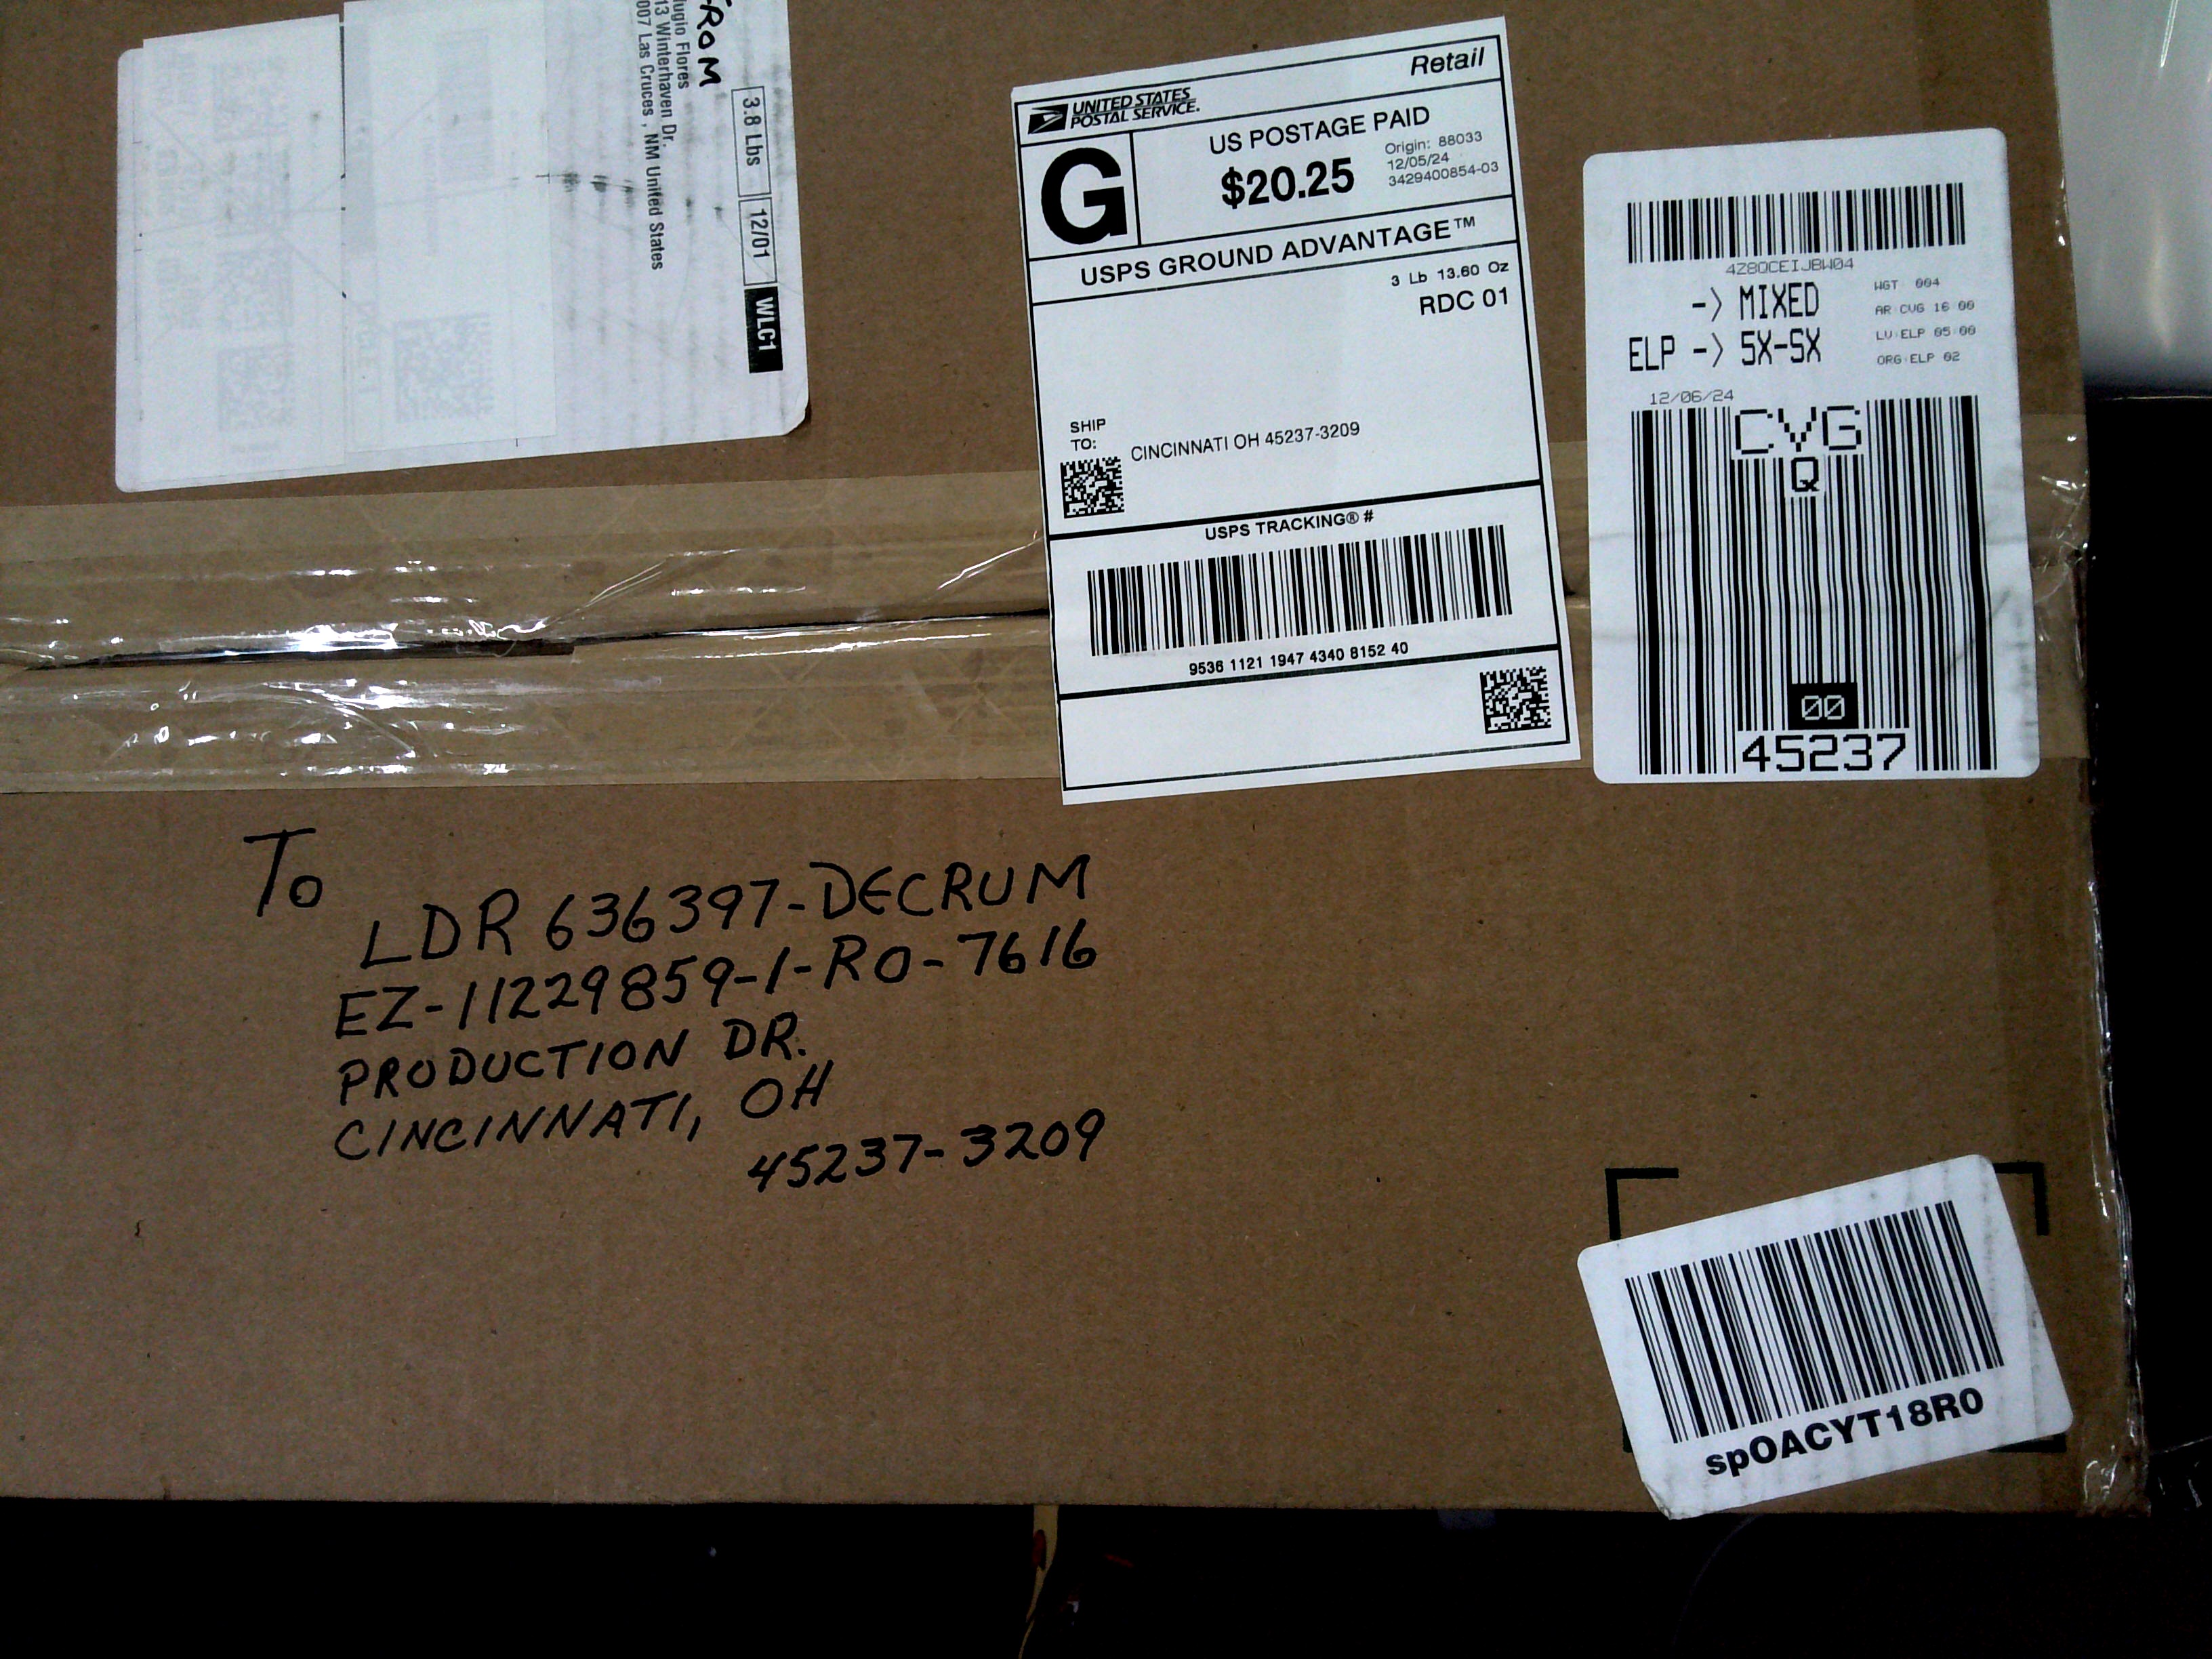 FROM
ugio Flores
13 Winterhaven Dr.
007 Las Cruces , NM United States
3.8 Lbs
12/01
WLC1
Retail
UNITED STATES
POSTAL SERVICE.
G
US POSTAGE PAID
$20.25
Origin: 88033
12/05/24
3429400854-03
USPS GROUND ADVANTAGE™
3 Lb 13.60 Oz
RDC 01
SHIP
TO:
CINCINNATI OH 45237-3209
USPS TRACKING® #
9536 1121 1947 4340 8152 40
4Z8QCEIJBW04
-> MIXED
ELP -> 5X-SX
WGT 004
AR CVG 16 00
LV ELP 05 00
ORG ELP 02
12/06/24
CVG
Q
00
45237
To
LDR 636397-DECRUM
EZ-11229859-1-RO-7616
PRODUCTION DR.
CINCINNATI, OH
45237-3209
spOACYT18R0